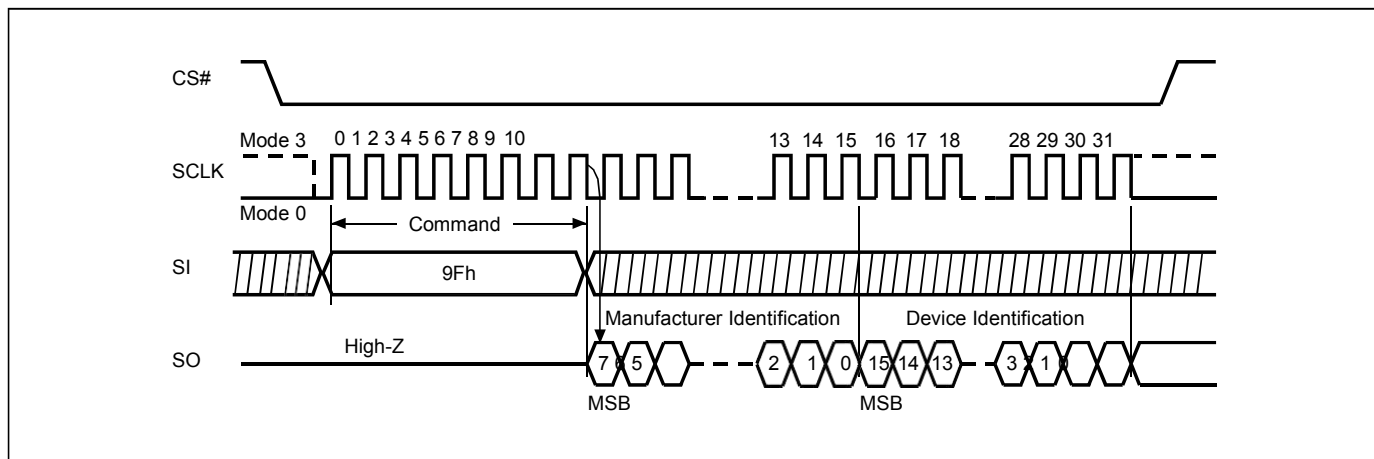 CS#
Mode 3
0 1 2 3 4 5 6 7 8 9 10
13 14 15 16 17 18
28 29 30 31
SCLK
Mode 0
Command
SI
9Fh
Manufacturer Identification
Device Identification
High-Z
SO
7 6 5
2 1 0 15 14 13
3 2 1 0
MSB
MSB